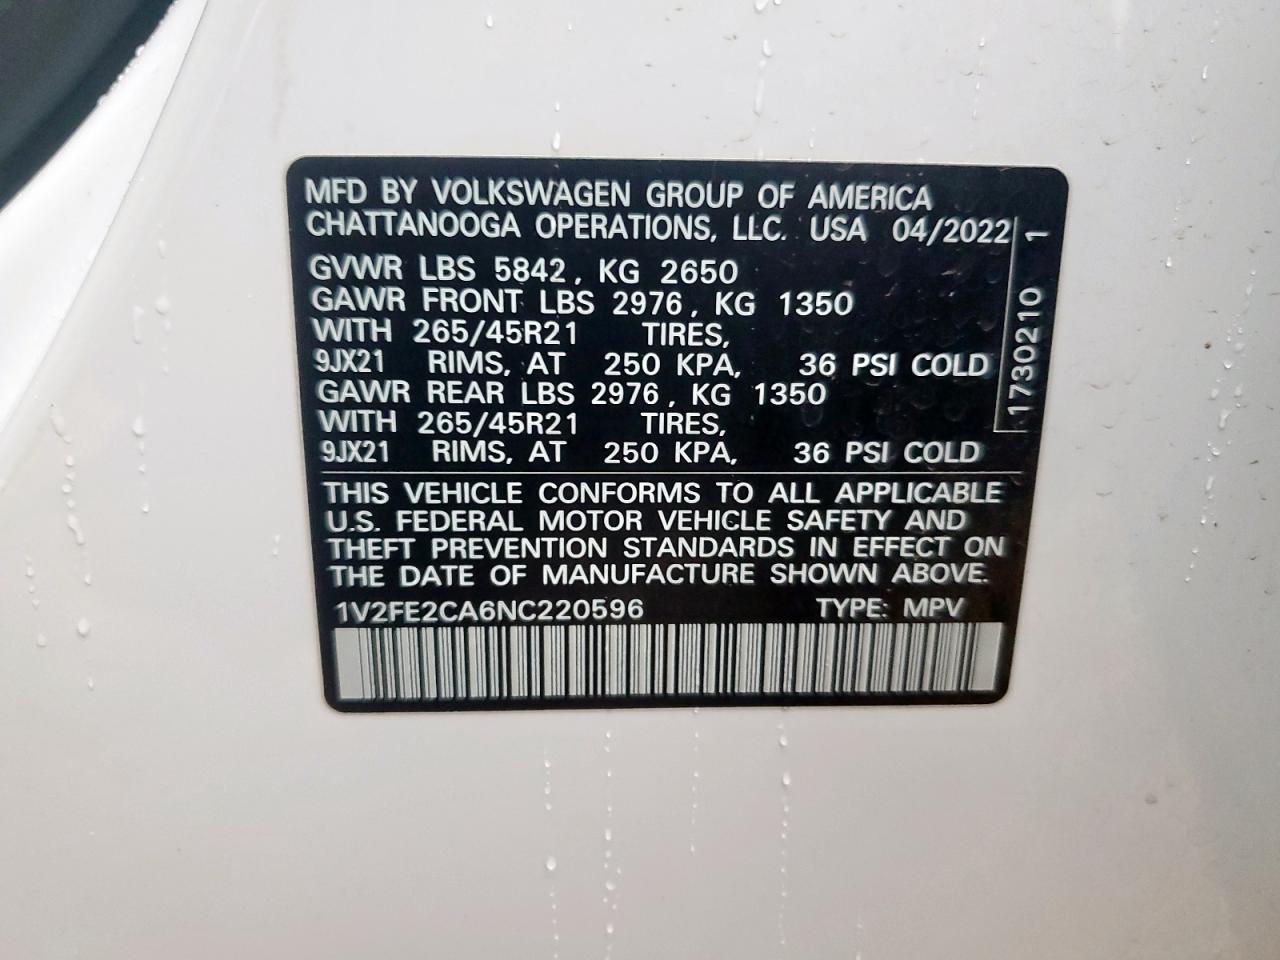 MFD BY VOLKSWAGEN GROUP OF AMERICA
CHATTANOOGA OPERATIONS, LLC. USA 04/2022
GVWR LBS 5842, KG 2650
GAWR FRONT LBS 2976, KG 1350
WITH 265/45R21 TIRES,
9JX21 RIMS, AT 250 KPA, 36 PSI COLD
GAWR REAR LBS 2976, KG 1350
WITH 265/45R21 TIRES,
9JX21 RIMS, AT 250 KPA, 36 PSI COLD
1730210 1
THIS VEHICLE CONFORMS TO ALL APPLICABLE
U.S. FEDERAL MOTOR VEHICLE SAFETY AND
THEFT PREVENTION STANDARDS IN EFFECT ON
THE DATE OF MANUFACTURE SHOWN ABOVE.
1V2FE2CA6NC220596 TYPE: MPV